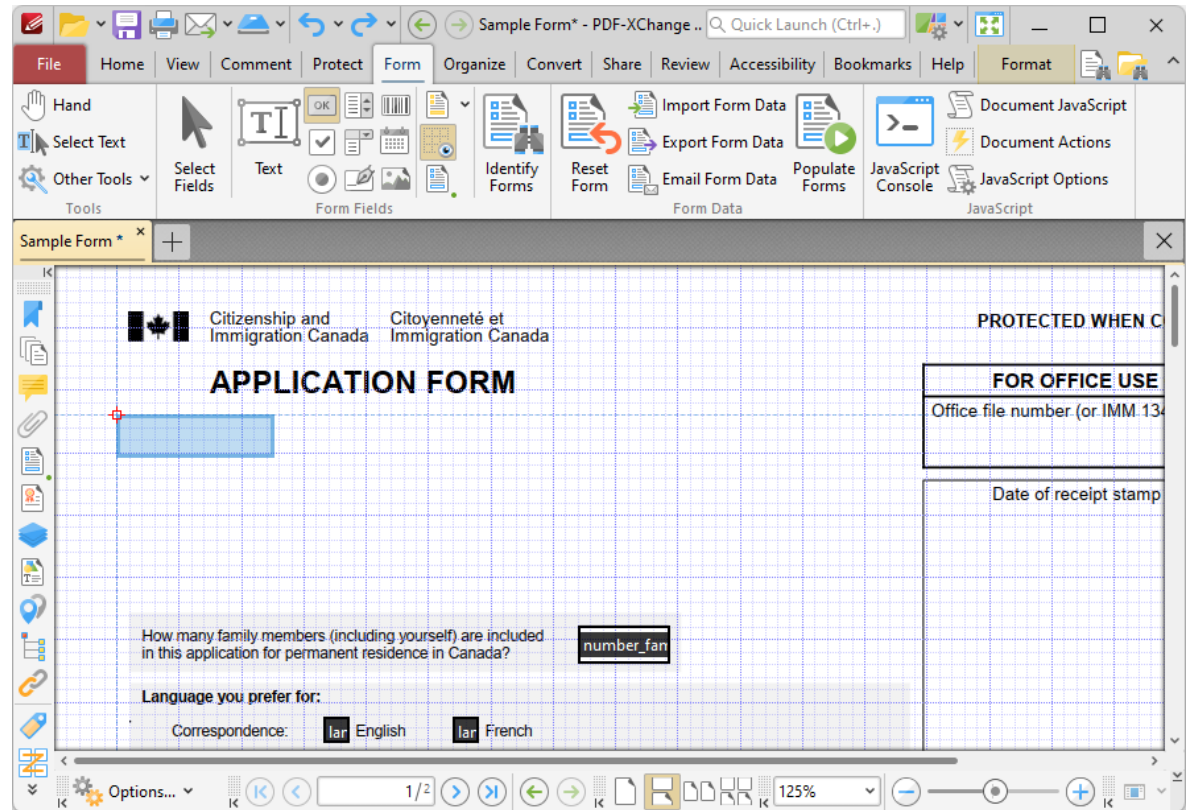 Sample Form* - PDF-XChange ..
Quick Launch (Ctrl+.)
File Home View Comment Protect Form Organize Convert Share Review Accessibility Bookmarks Help Format
Hand
Select Text
Other Tools
Tools
Select Fields
Text
OK
Form Fields
Identify Forms
Reset Form
Import Form Data
Export Form Data
Email Form Data
Populate Forms
Form Data
JavaScript Console
Document JavaScript
Document Actions
JavaScript Options
JavaScript
Sample Form *
Citizenship and
Immigration Canada
Citoyenneté et
Immigration Canada
PROTECTED WHEN C
APPLICATION FORM
FOR OFFICE USE
Office file number (or IMM 134
Date of receipt stamp
How many family members (including yourself) are included
in this application for permanent residence in Canada?
number_fam
Language you prefer for:
Correspondence: lar English lar French
Options... 1/2 125%